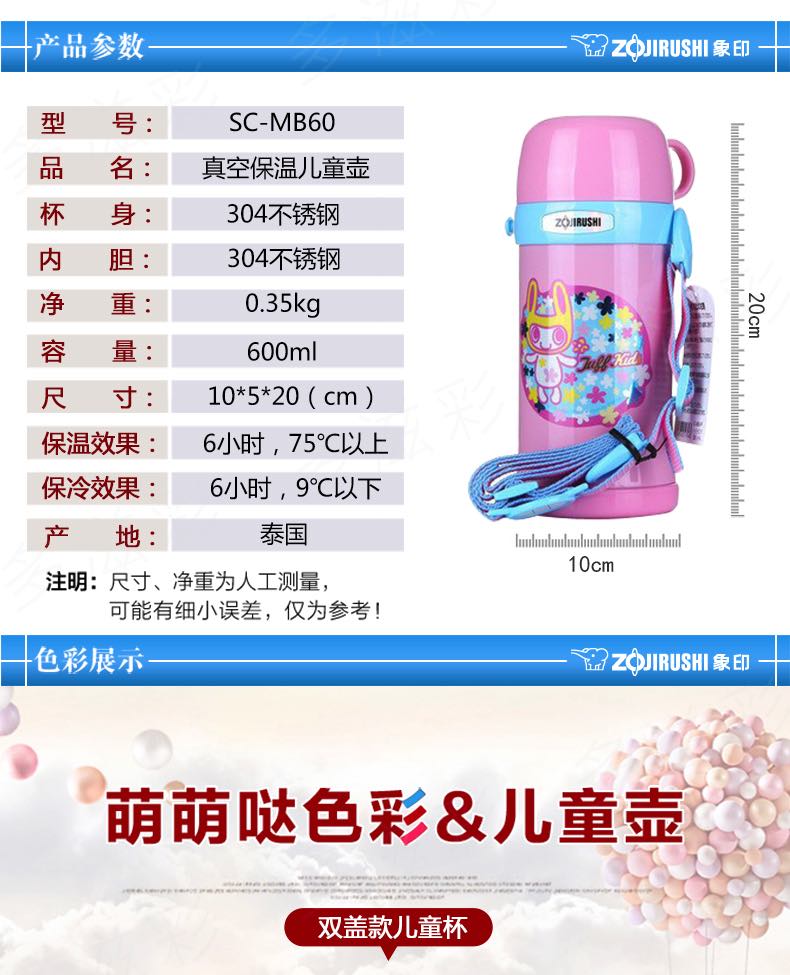 产品参数
ZOJIRUSHI 象印
型 号： SC-MB60
品 名： 真空保温儿童壶
杯 身： 304不锈钢
内 胆： 304不锈钢
净 重： 0.35kg
容 量： 600ml
尺 寸： 10*5*20（cm）
保温效果： 6小时，75℃以上
保冷效果： 6小时，9℃以下
产 地： 泰国
注明：尺寸、净重为人工测量，
可能有细小误差，仅为参考！
ZOJIRUSHI
Tuff Kids
20cm
10cm
色彩展示
ZOJIRUSHI 象印
萌萌哒色彩&儿童壶
双盖款儿童杯
多滋彩